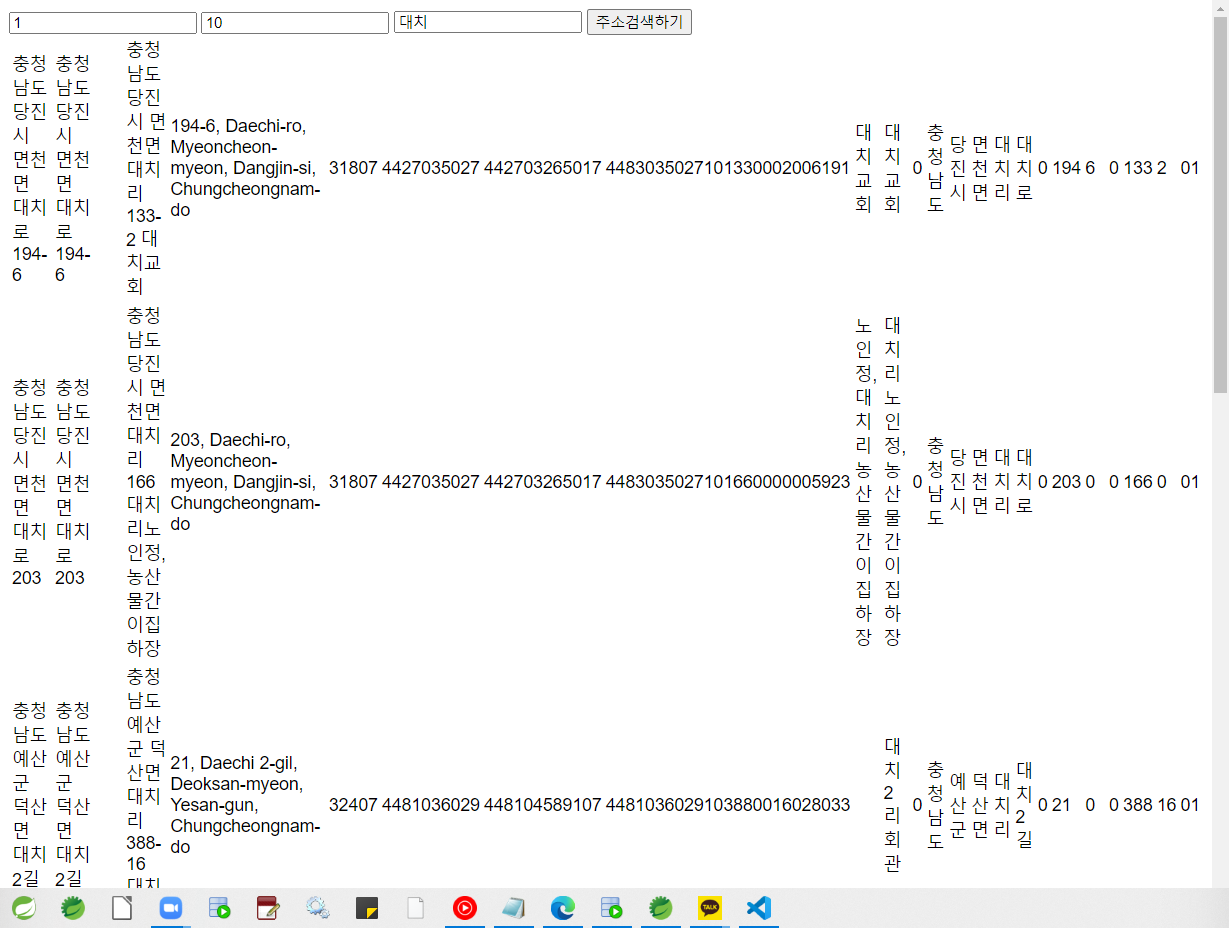 1 10 대치 주소검색하기
충청
남도
당진
시
면천
면
대치
로
194-
6
충청
남도
당진
시
면천
면
대치
로
194-
6
충청
남도
당진
시 면
천면
대치
리
133-
2 대
치교
회
194-6, Daechi-ro,
Myeoncheon-
myeon, Dangjin-si,
Chungcheongnam-
do
31807 4427035027 442703265017 4483035027101330002006191
대
치
교
회
대
치
교
회
0
충
청
남
도
당
진
시
면
천
면
대
치
리
대
치
로
0 194 6 0 133 2 01
충청
남도
당진
시
면천
면
대치
로
203
충청
남도
당진
시
면천
면
대치
로
203
충청
남도
당진
시 면
천면
대치
리
166
대치
리노
인정,
농산
물간
이집
하장
203, Daechi-ro,
Myeoncheon-
myeon, Dangjin-si,
Chungcheongnam-
do
31807 4427035027 442703265017 4483035027101660000005923
노
인
정,
대
치
리
농
산
물
간
이
집
하
장
대
치
리
노
인
정,
농
산
물
간
이
집
하
장
0
충
청
남
도
당
진
시
면
천
면
대
치
리
대
치
로
0 203 0 0 166 0 01
충청
남도
예산
군
덕산
면
대치
2길
충청
남도
예산
군
덕산
면
대치
2길
충청
남도
예산
군 덕
산면
대치
리
388-
16
대치
21, Daechi 2-gil,
Deoksan-myeon,
Yesan-gun,
Chungcheongnam-
do
32407 4481036029 448104589107 4481036029103880016028033
대
치
2
리
회
관
0
충
청
남
도
예
산
군
덕
산
면
대
치
리
대
치
2
길
0 21 0 0 388 16 01
TALK